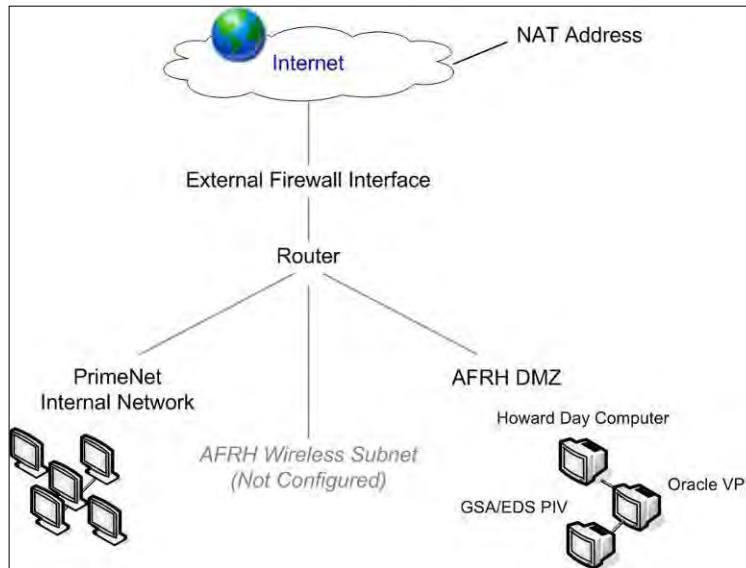 NAT Address
Internet
External Firewall Interface
Router
PrimeNet
Internal Network
AFRH Wireless Subnet
(Not Configured)
AFRH DMZ
Howard Day Computer
Oracle VP
GSA/EDS PIV